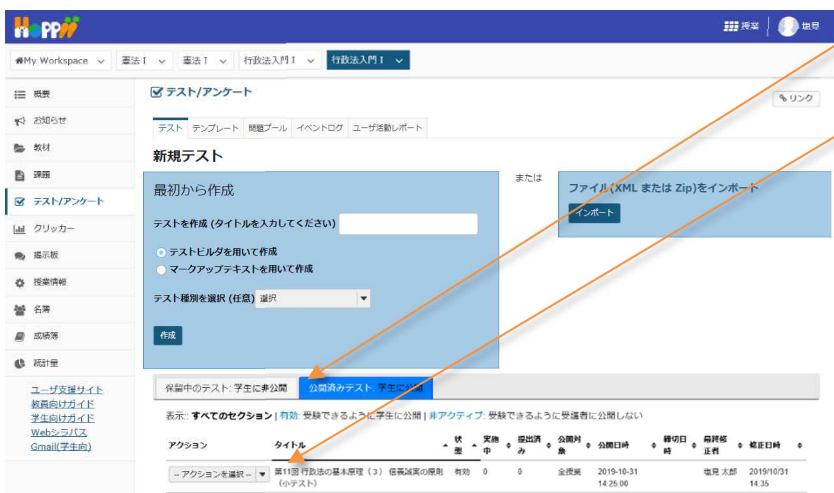 HoPPii
授業 塩見
My Workspace 憲法 I 憲法 I 行政法入門 I 行政法入門 I
概要
お知らせ
教材
課題
テスト/アンケート
クリッカー
掲示板
授業情報
名簿
成績簿
統計量
ユーザ支援サイト
教員向けガイド
学生向けガイド
Webシラバス
Gmail(学生向)
テスト/アンケート
リンク
テスト テンプレート 問題プール イベントログ ユーザ活動レポート
新規テスト
最初から作成
テストを作成 (タイトルを入力してください)
テストビルダを用いて作成
マークアップテキストを用いて作成
テスト種別を選択 (任意) 選択
作成
または
ファイル(XML または Zip)をインポート
インポート
保留中のテスト: 学生に非公開 公開済みテスト: 学生に公開
表示: すべてのセクション | 有効: 受験できるように学生に公開 | 非アクティブ: 受験できるように受講者に公開しない
アクション タイトル 状態 実施中 提出済み 公開対象 公開日時 締切日時 最終修正者 修正日時
-- アクションを選択 -- 第11回 行政法の基本原理（3） 信義誠実の原則 有効 0 0 全授業 2019-10-31 塩見 太郎 2019/10/31
（小テスト） 14:25:00 14:35